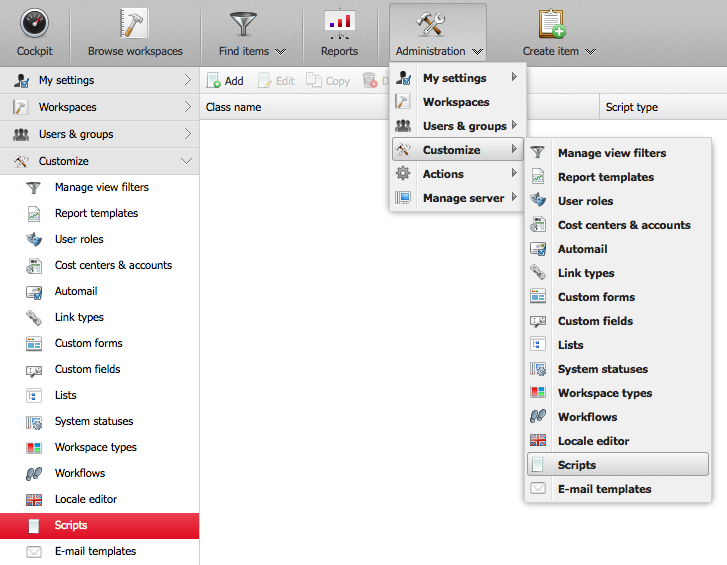 Cockpit
Browse workspaces
Find items
Reports
Administration
Create item
My settings
Workspaces
Users & groups
Customize
Manage view filters
Report templates
User roles
Cost centers & accounts
Automail
Link types
Custom forms
Custom fields
Lists
System statuses
Workspace types
Workflows
Locale editor
Scripts
E-mail templates
Add
Edit
Copy
Class name
Script type
My settings
Workspaces
Users & groups
Customize
Actions
Manage server
Manage view filters
Report templates
User roles
Cost centers & accounts
Automail
Link types
Custom forms
Custom fields
Lists
System statuses
Workspace types
Workflows
Locale editor
Scripts
E-mail templates